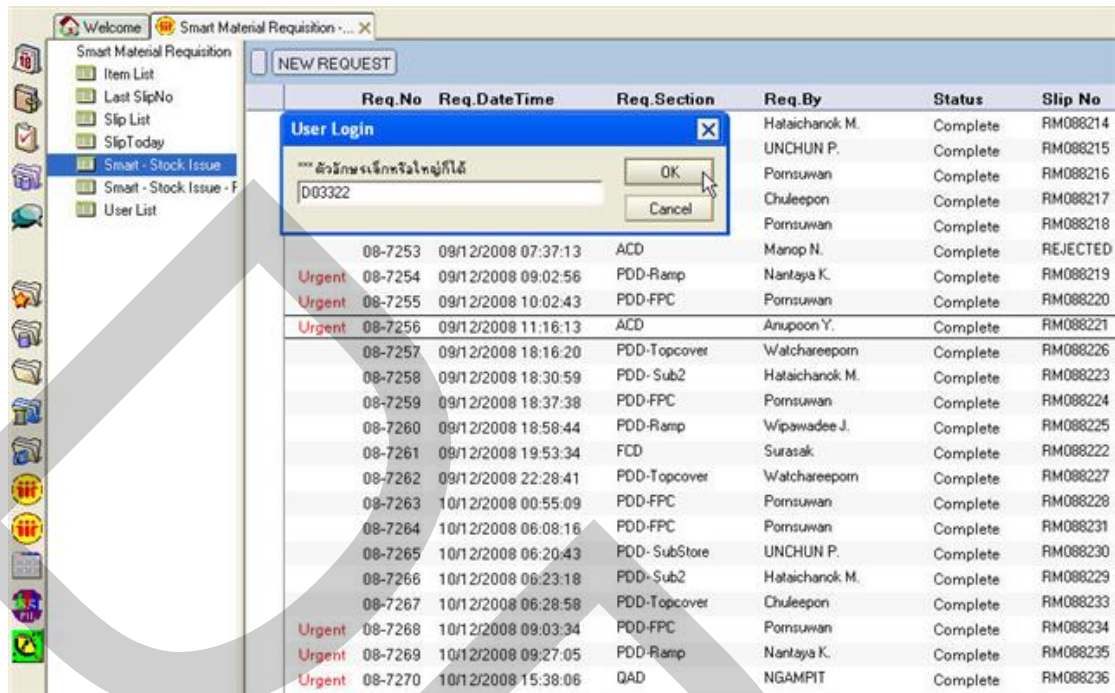 Welcome
Smart Material Requisition -...
Smart Material Requisition
Item List
Last SlipNo
Slip List
SlipToday
Smart - Stock Issue
Smart - Stock Issue - F
User List
NEW REQUEST
Req.No Req.DateTime Req.Section Req.By Status Slip No
User Login
*** ตัวอักษรเล็กหรือใหญ่ก็ได้
D03322
OK
Cancel
Hataichanok M. Complete RM088214
UNCHUN P. Complete RM088215
Pornsuwan Complete RM088216
Chuleepon Complete RM088217
Pornsuwan Complete RM088218
08-7253 09/12/2008 07:37:13 ACD Manop N. REJECTED
Urgent 08-7254 09/12/2008 09:02:56 PDD-Ramp Nantaya K. Complete RM088219
Urgent 08-7255 09/12/2008 10:02:43 PDD-FPC Pornsuwan Complete RM088220
Urgent 08-7256 09/12/2008 11:16:13 ACD Anupoon Y. Complete RM088221
08-7257 09/12/2008 18:16:20 PDD-Topcover Watchareeporn Complete RM088226
08-7258 09/12/2008 18:30:59 PDD- Sub2 Hataichanok M. Complete RM088223
08-7259 09/12/2008 18:37:38 PDD-FPC Pornsuwan Complete RM088224
08-7260 09/12/2008 18:58:44 PDD-Ramp Wipawadee J. Complete RM088225
08-7261 09/12/2008 19:53:34 FCD Surasak Complete RM088222
08-7262 09/12/2008 22:28:41 PDD-Topcover Watchareeporn Complete RM088227
08-7263 10/12/2008 00:55:09 PDD-FPC Pornsuwan Complete RM088228
08-7264 10/12/2008 06:08:16 PDD-FPC Pornsuwan Complete RM088231
08-7265 10/12/2008 06:20:43 PDD- SubStore UNCHUN P. Complete RM088230
08-7266 10/12/2008 06:23:18 PDD- Sub2 Hataichanok M. Complete RM088229
08-7267 10/12/2008 06:28:58 PDD-Topcover Chuleepon Complete RM088233
Urgent 08-7268 10/12/2008 09:03:34 PDD-FPC Pornsuwan Complete RM088234
Urgent 08-7269 10/12/2008 09:27:05 PDD-Ramp Nantaya K. Complete RM088235
Urgent 08-7270 10/12/2008 15:38:06 QAD NGAMPIT Complete RM088236